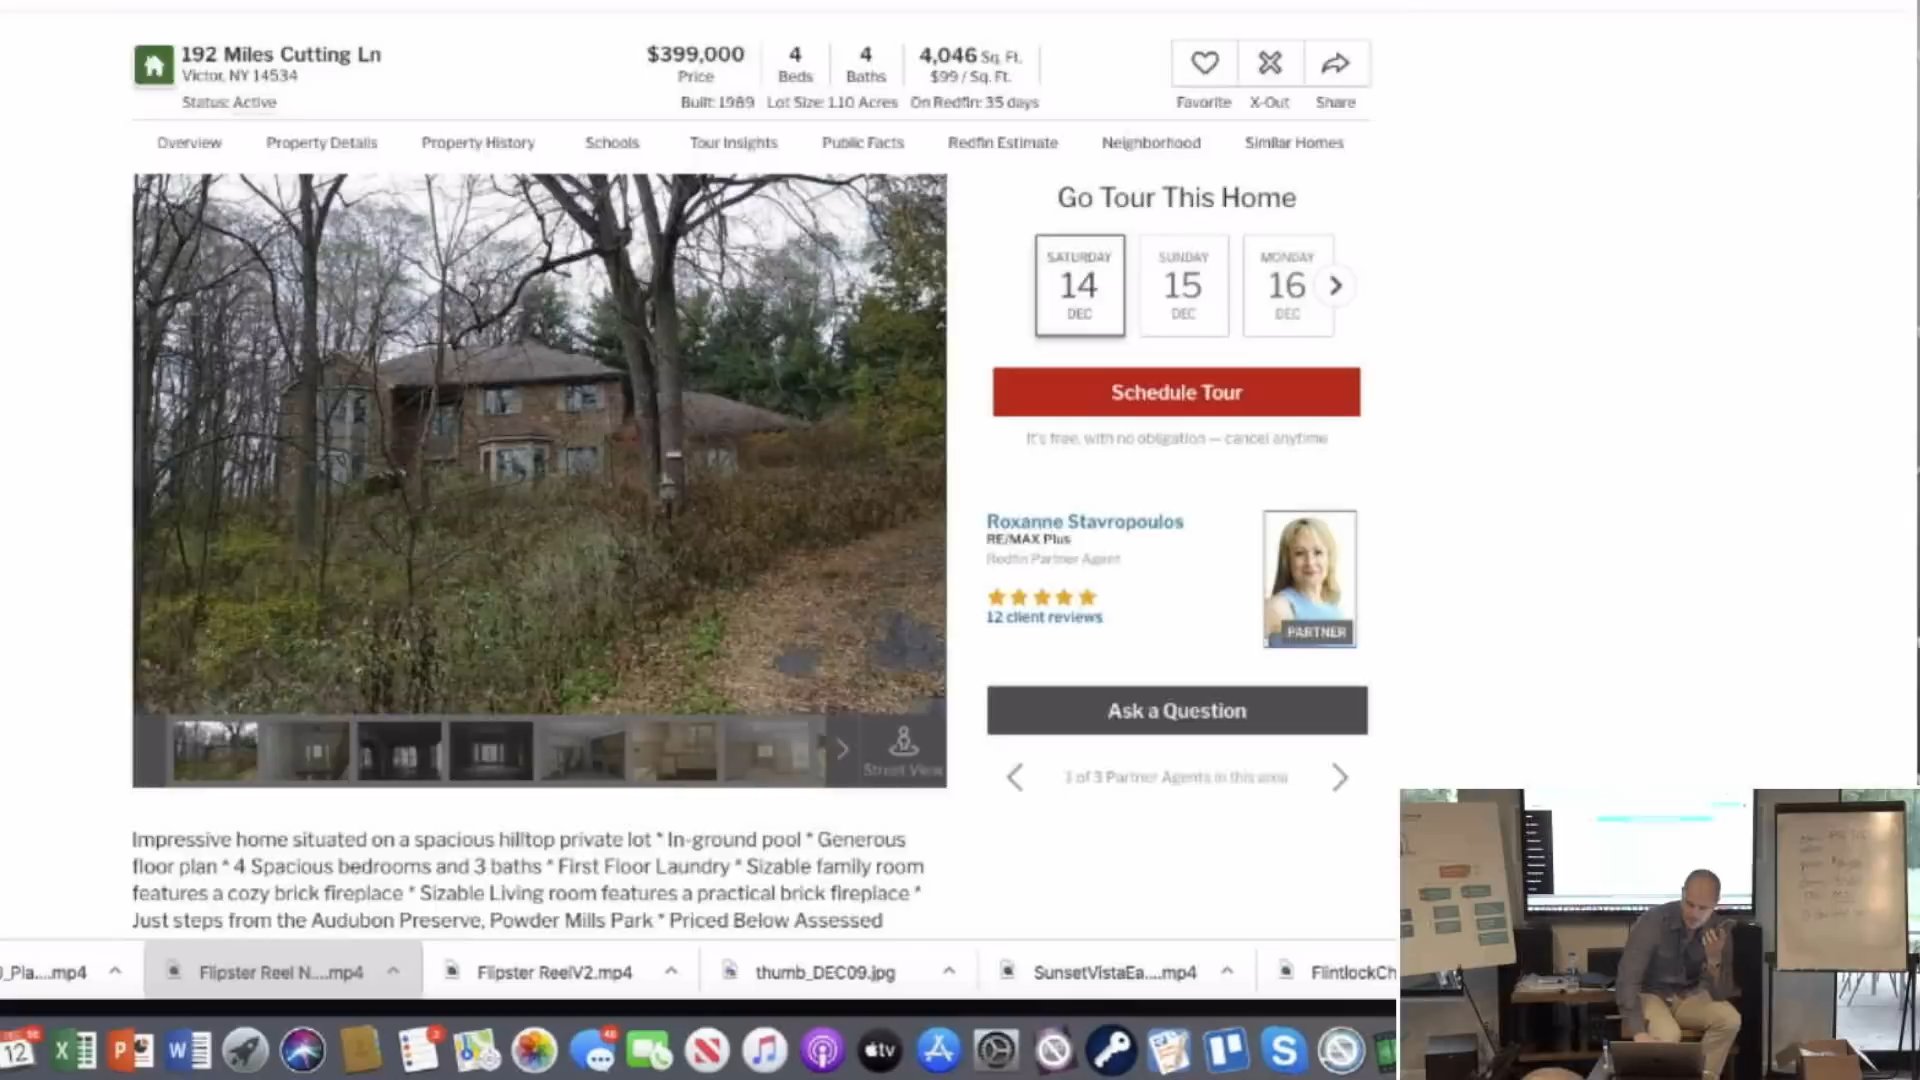 192 Miles Cutting Ln
Victor, NY 14534
Status: Active
$399,000
Price
4
Beds
4
Baths
4,046 Sq. Ft.
$99 / Sq. Ft.
Built: 1989 Lot Size: 1.10 Acres On Redfin: 35 days
Favorite X-Out Share
Overview Property Details Property History Schools Tour Insights Public Facts Redfin Estimate Neighborhood Similar Homes
Go Tour This Home
SATURDAY
14
DEC
SUNDAY
15
DEC
MONDAY
16
DEC
Schedule Tour
It's free, with no obligation — cancel anytime
Roxanne Stavropoulos
RE/MAX Plus
Redfin Partner Agent
12 client reviews
PARTNER
Ask a Question
1 of 3 Partner Agents in this area
Street View
Impressive home situated on a spacious hilltop private lot * In-ground pool * Generous
floor plan * 4 Spacious bedrooms and 3 baths * First Floor Laundry * Sizable family room
features a cozy brick fireplace * Sizable Living room features a practical brick fireplace *
Just steps from the Audubon Preserve, Powder Mills Park * Priced Below Assessed
_Pla....mp4
Flipster Reel N....mp4
Flipster ReelV2.mp4
thumb_DEC09.jpg
SunsetVistaEa....mp4
FlintlockCh
12
X
P
W
tv
S